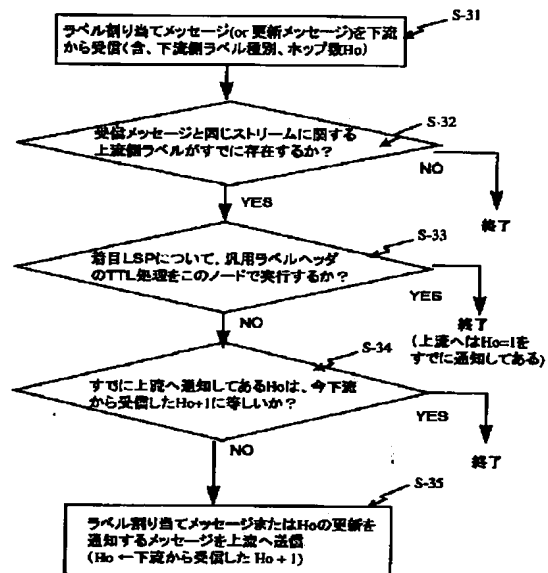 S-31
ラベル割り当てメッセージ(or 更新メッセージ)を下流
から受信(含、下流側ラベル種別、ホップ数Ho)
S-32
受信メッセージと同じストリームに関する
上流側ラベルがすでに存在するか?
NO
終了
YES
S-33
着目LSPについて、汎用ラベルヘッダ
のTTL処理をこのノードで実行するか?
YES
終了
(上流へはHo=1を
すでに通知してある)
NO
S-34
すでに上流へ通知してあるHoは、今下流
から受信したHo+1に等しいか?
YES
終了
NO
S-35
ラベル割り当てメッセージまたはHoの更新を
通知するメッセージを上流へ送信
(Ho ←下流から受信した Ho + 1)